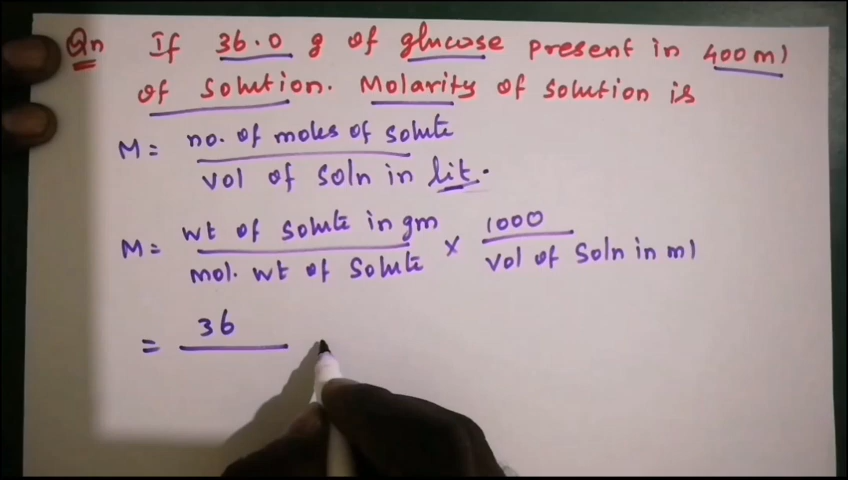 Qn If 36.0 g of glucose present in 400ml
of solution. Molarity of solution is
M = no. of moles of solute
vol of soln in lit.
M = wt of solute in gm × 1000
mol. wt of solute vol of soln in ml
= 36